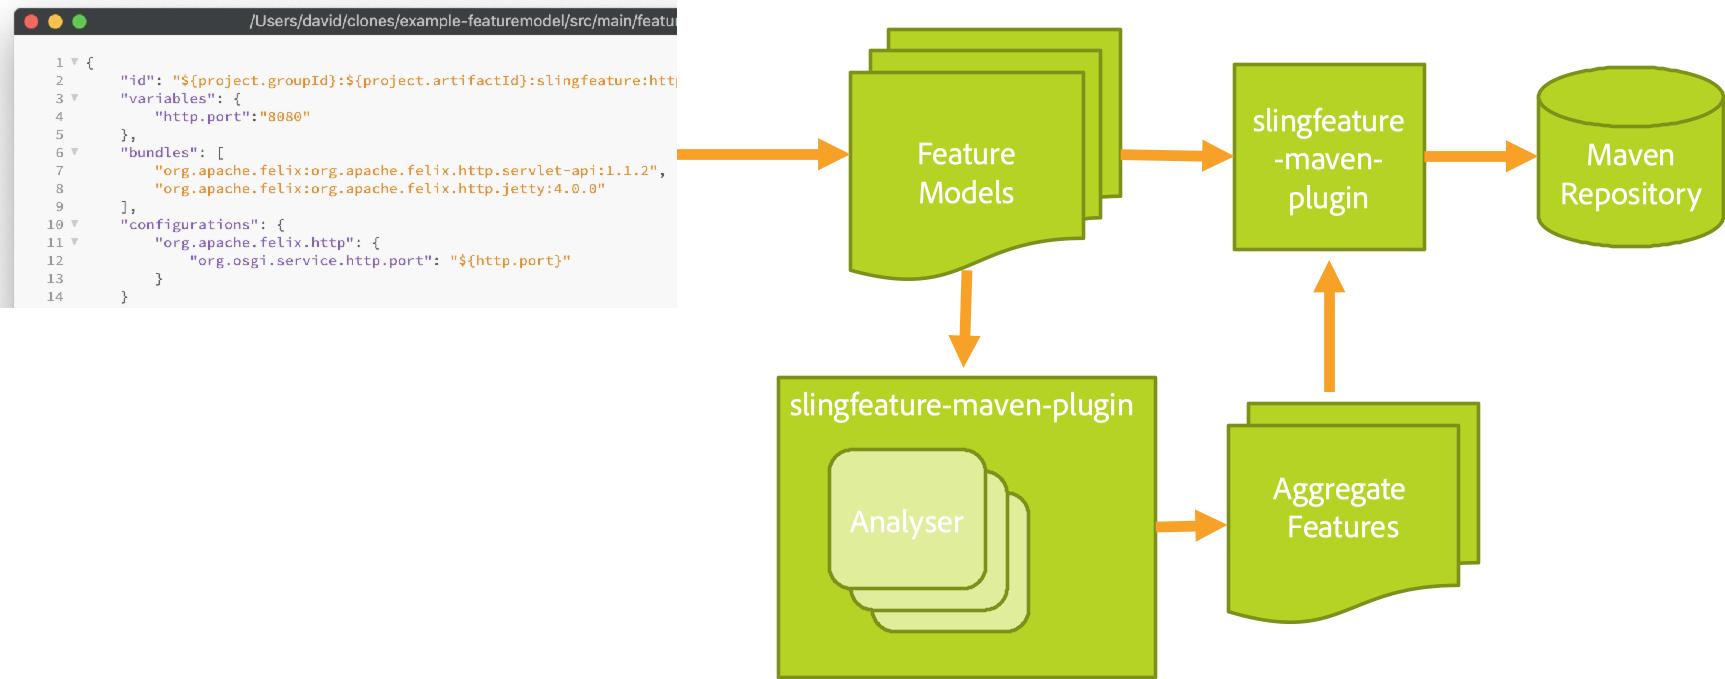 /Users/david/clones/example-featuremodel/src/main/featur
1 {
2 "id": "${project.groupId}:${project.artifactId}:slingfeature:http
3 "variables": {
4 "http.port":"8080"
5 },
6 "bundles": [
7 "org.apache.felix:org.apache.felix.http.servlet-api:1.1.2",
8 "org.apache.felix:org.apache.felix.http.jetty:4.0.0"
9 ],
10 "configurations": {
11 "org.apache.felix.http": {
12 "org.osgi.service.http.port": "${http.port}"
13 }
14 }
Feature
Models
slingfeature
-maven-
plugin
Maven
Repository
slingfeature-maven-plugin
Analyser
Aggregate
Features